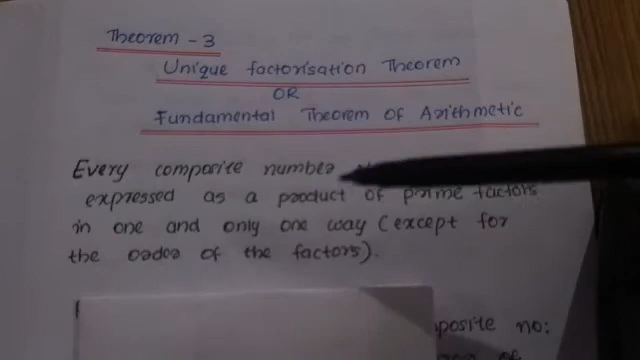 Theorem - 3
Unique factorisation Theorem
OR
Fundamental Theorem of Arithmetic
Every composite number
expressed as a product of prime factors
in one and only one way (except for
the order of the factors).
posite no: